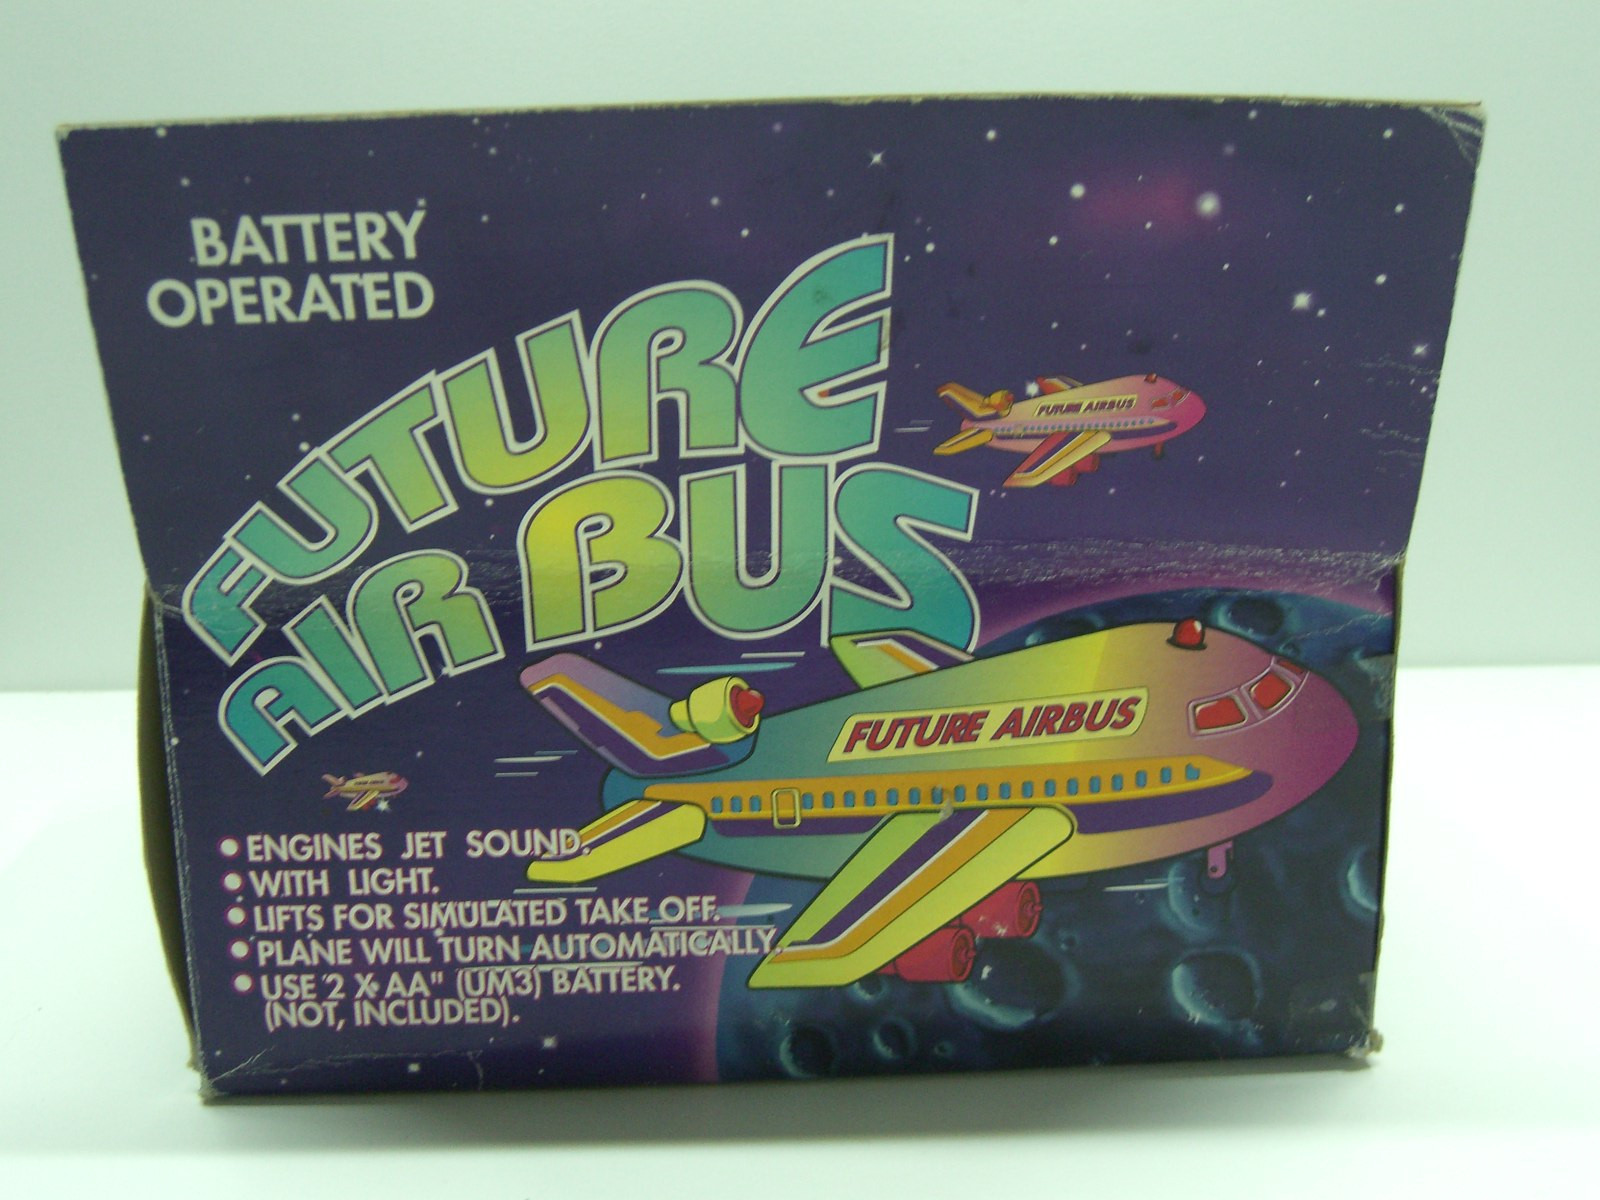 BATTERY
OPERATED
FUTURE
AIR BUS
FUTURE AIRBUS
FUTURE AIRBUS
• ENGINES JET SOUND.
• WITH LIGHT.
• LIFTS FOR SIMULATED TAKE OFF.
• PLANE WILL TURN AUTOMATICALLY.
• USE "2 X AA" (UM3) BATTERY.
(NOT, INCLUDED).